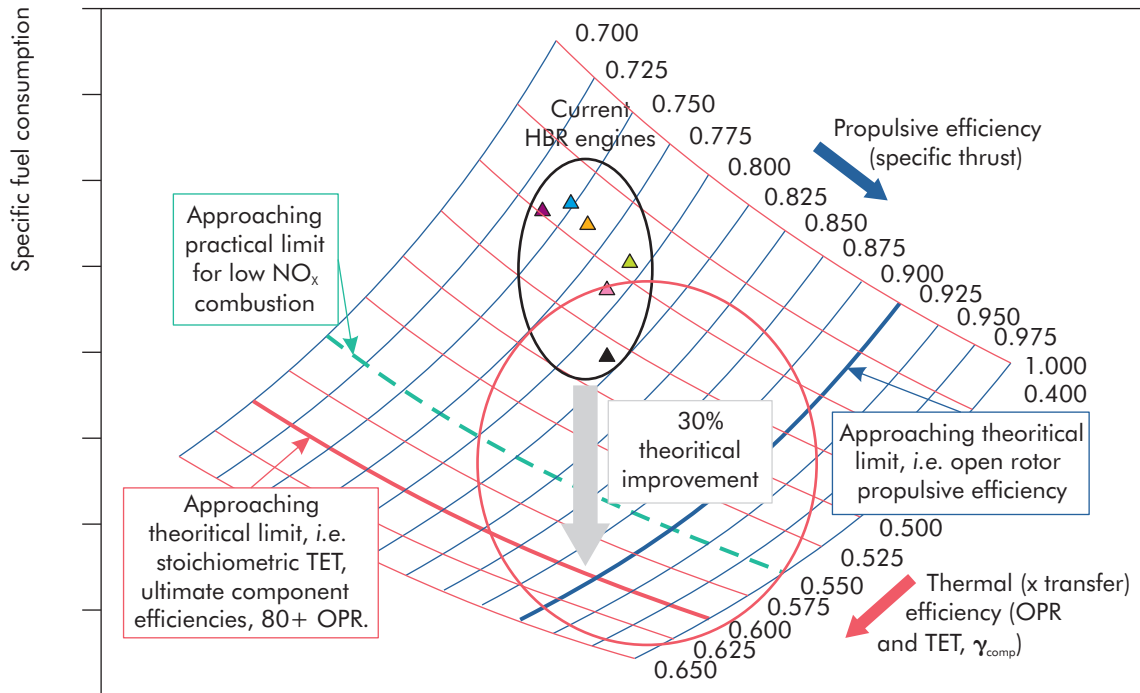 Specific fuel consumption
0.700
0.725
0.750
0.775
0.800
0.825
0.850
0.875
0.900
0.925
0.950
0.975
1.000
0.400
Current
HBR engines
Propulsive efficiency
(specific thrust)
Approaching
practical limit
for low NOx
combustion
30%
theoritical
improvement
Approaching theoritical
limit, i.e. open rotor
propulsive efficiency
Approaching
theoritical limit, i.e.
stoichiometric TET,
ultimate component
efficiencies, 80+ OPR.
0.500
0.525
0.550
0.575
0.600
0.625
0.650
Thermal (x transfer)
efficiency (OPR
and TET, γcomp)